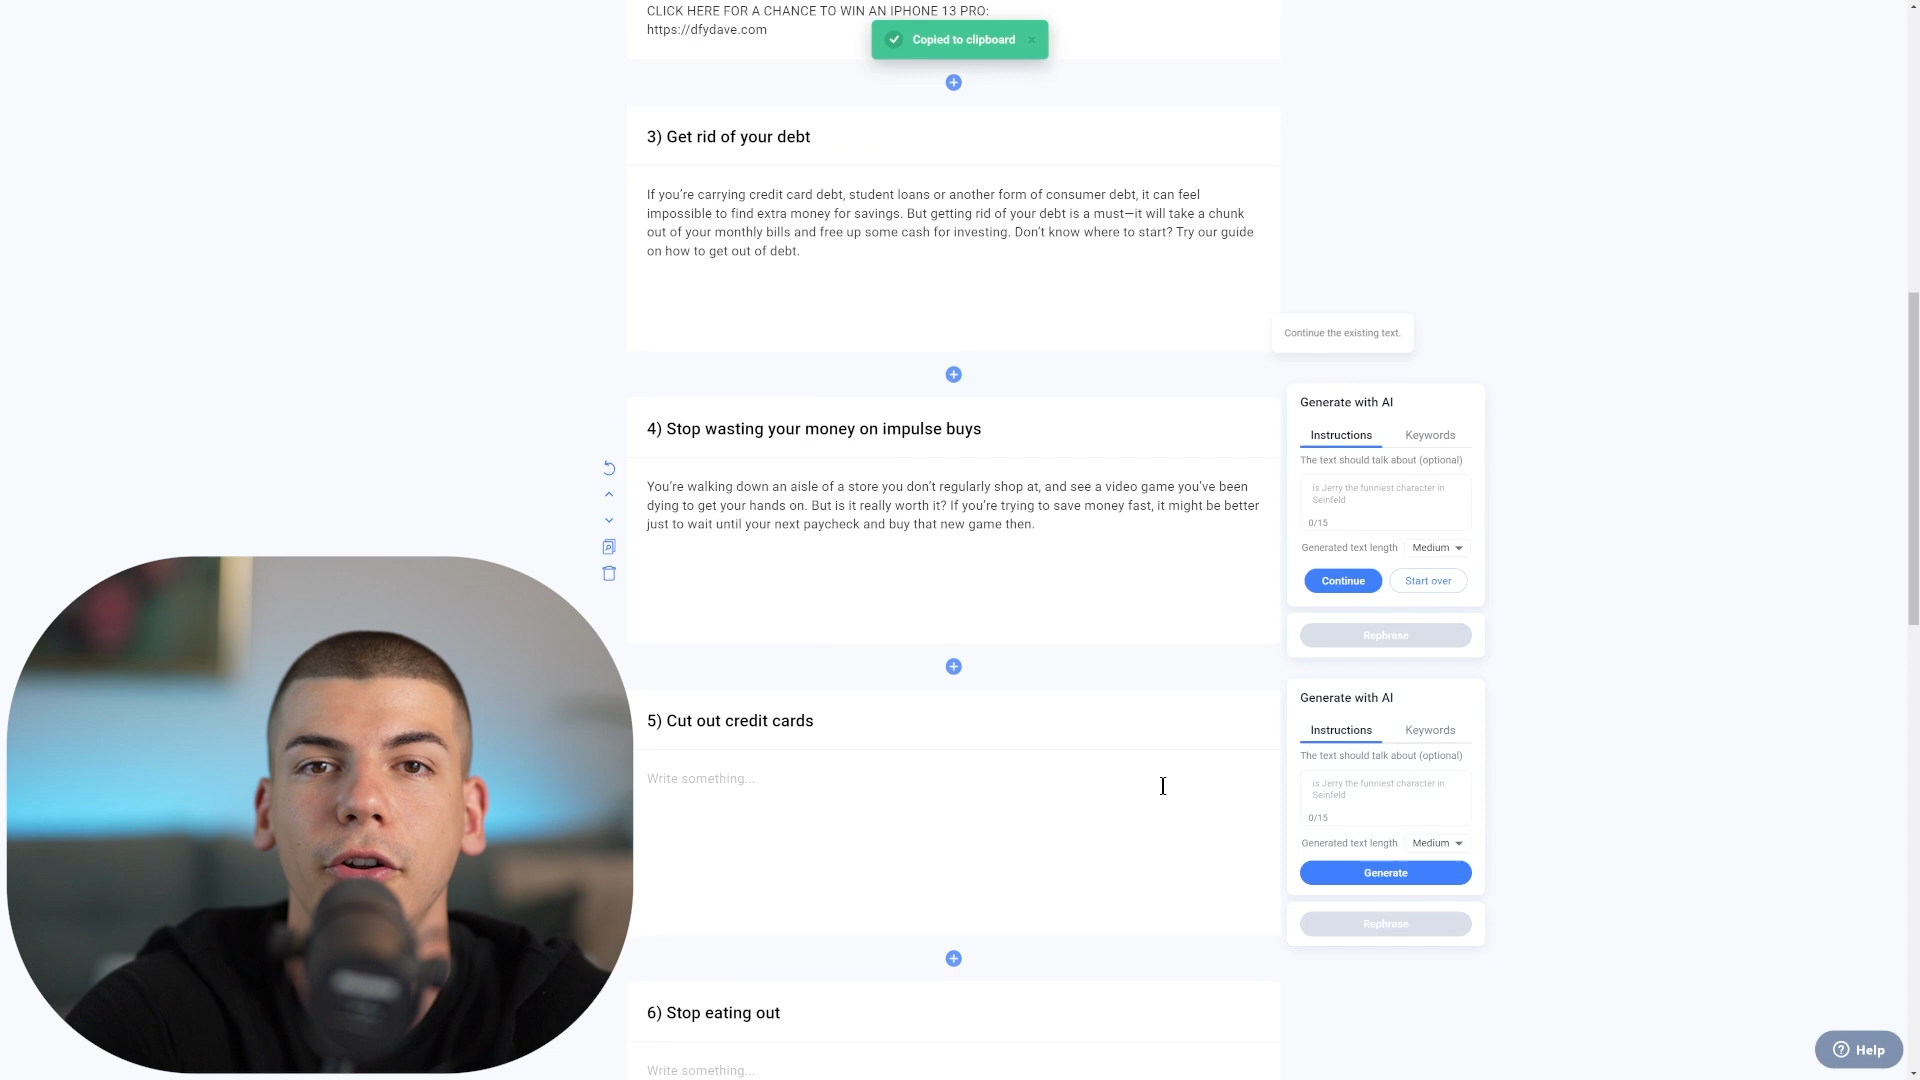 CLICK HERE FOR A CHANCE TO WIN AN IPHONE 13 PRO:
https://dfydave.com
Copied to clipboard ×
3) Get rid of your debt
If you’re carrying credit card debt, student loans or another form of consumer debt, it can feel
impossible to find extra money for savings. But getting rid of your debt is a must—it will take a chunk
out of your monthly bills and free up some cash for investing. Don’t know where to start? Try our guide
on how to get out of debt.
Continue the existing text.
4) Stop wasting your money on impulse buys
You’re walking down an aisle of a store you don’t regularly shop at, and see a video game you’ve been
dying to get your hands on. But is it really worth it? If you’re trying to save money fast, it might be better
just to wait until your next paycheck and buy that new game then.
Generate with AI
Instructions Keywords
The text should talk about (optional)
is Jerry the funniest character in
Seinfeld
0/15
Generated text length Medium
Continue Start over
Rephrase
5) Cut out credit cards
Write something...
Generate with AI
Instructions Keywords
The text should talk about (optional)
is Jerry the funniest character in
Seinfeld
0/15
Generated text length Medium
Generate
Rephrase
6) Stop eating out
Write something...
Help